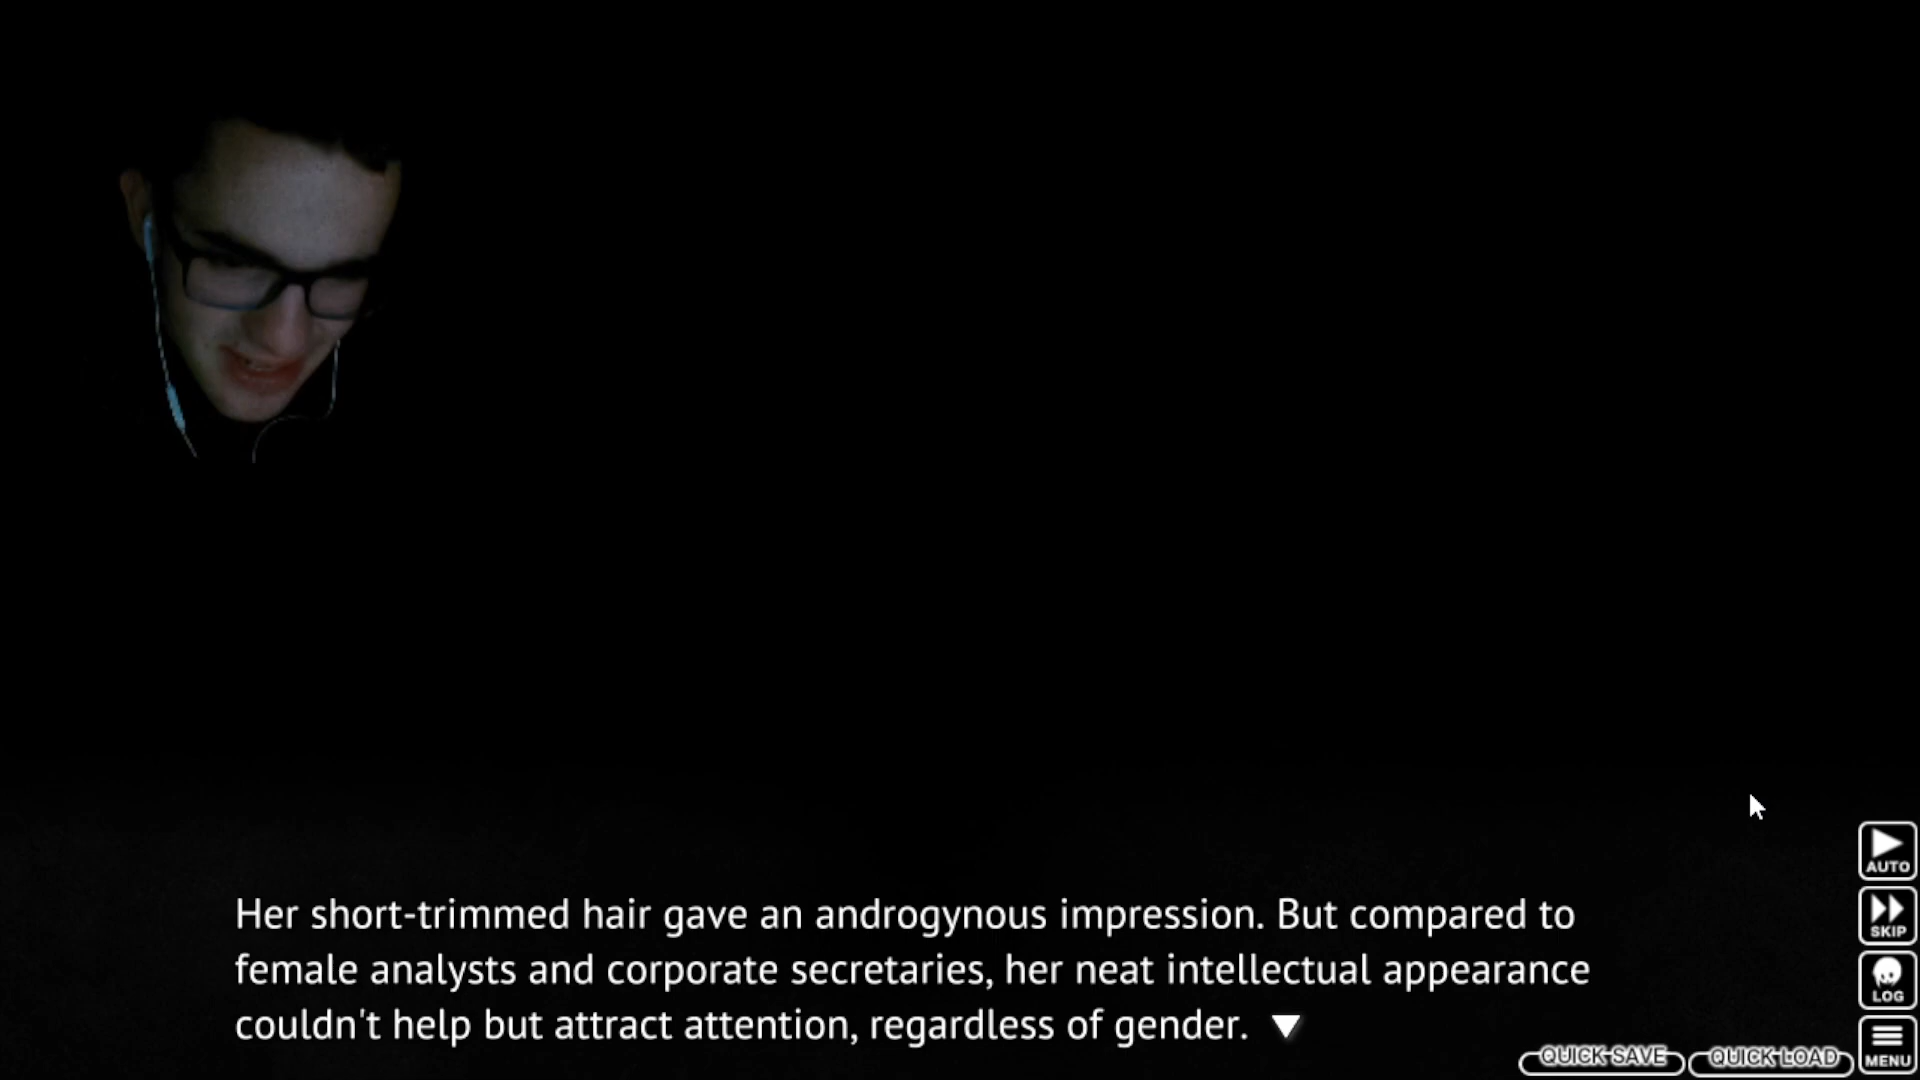 Her short-trimmed hair gave an androgynous impression. But compared to
female analysts and corporate secretaries, her neat intellectual appearance
couldn't help but attract attention, regardless of gender.
AUTO
SKIP
LOG
MENU
QUICK SAVE QUICK LOAD